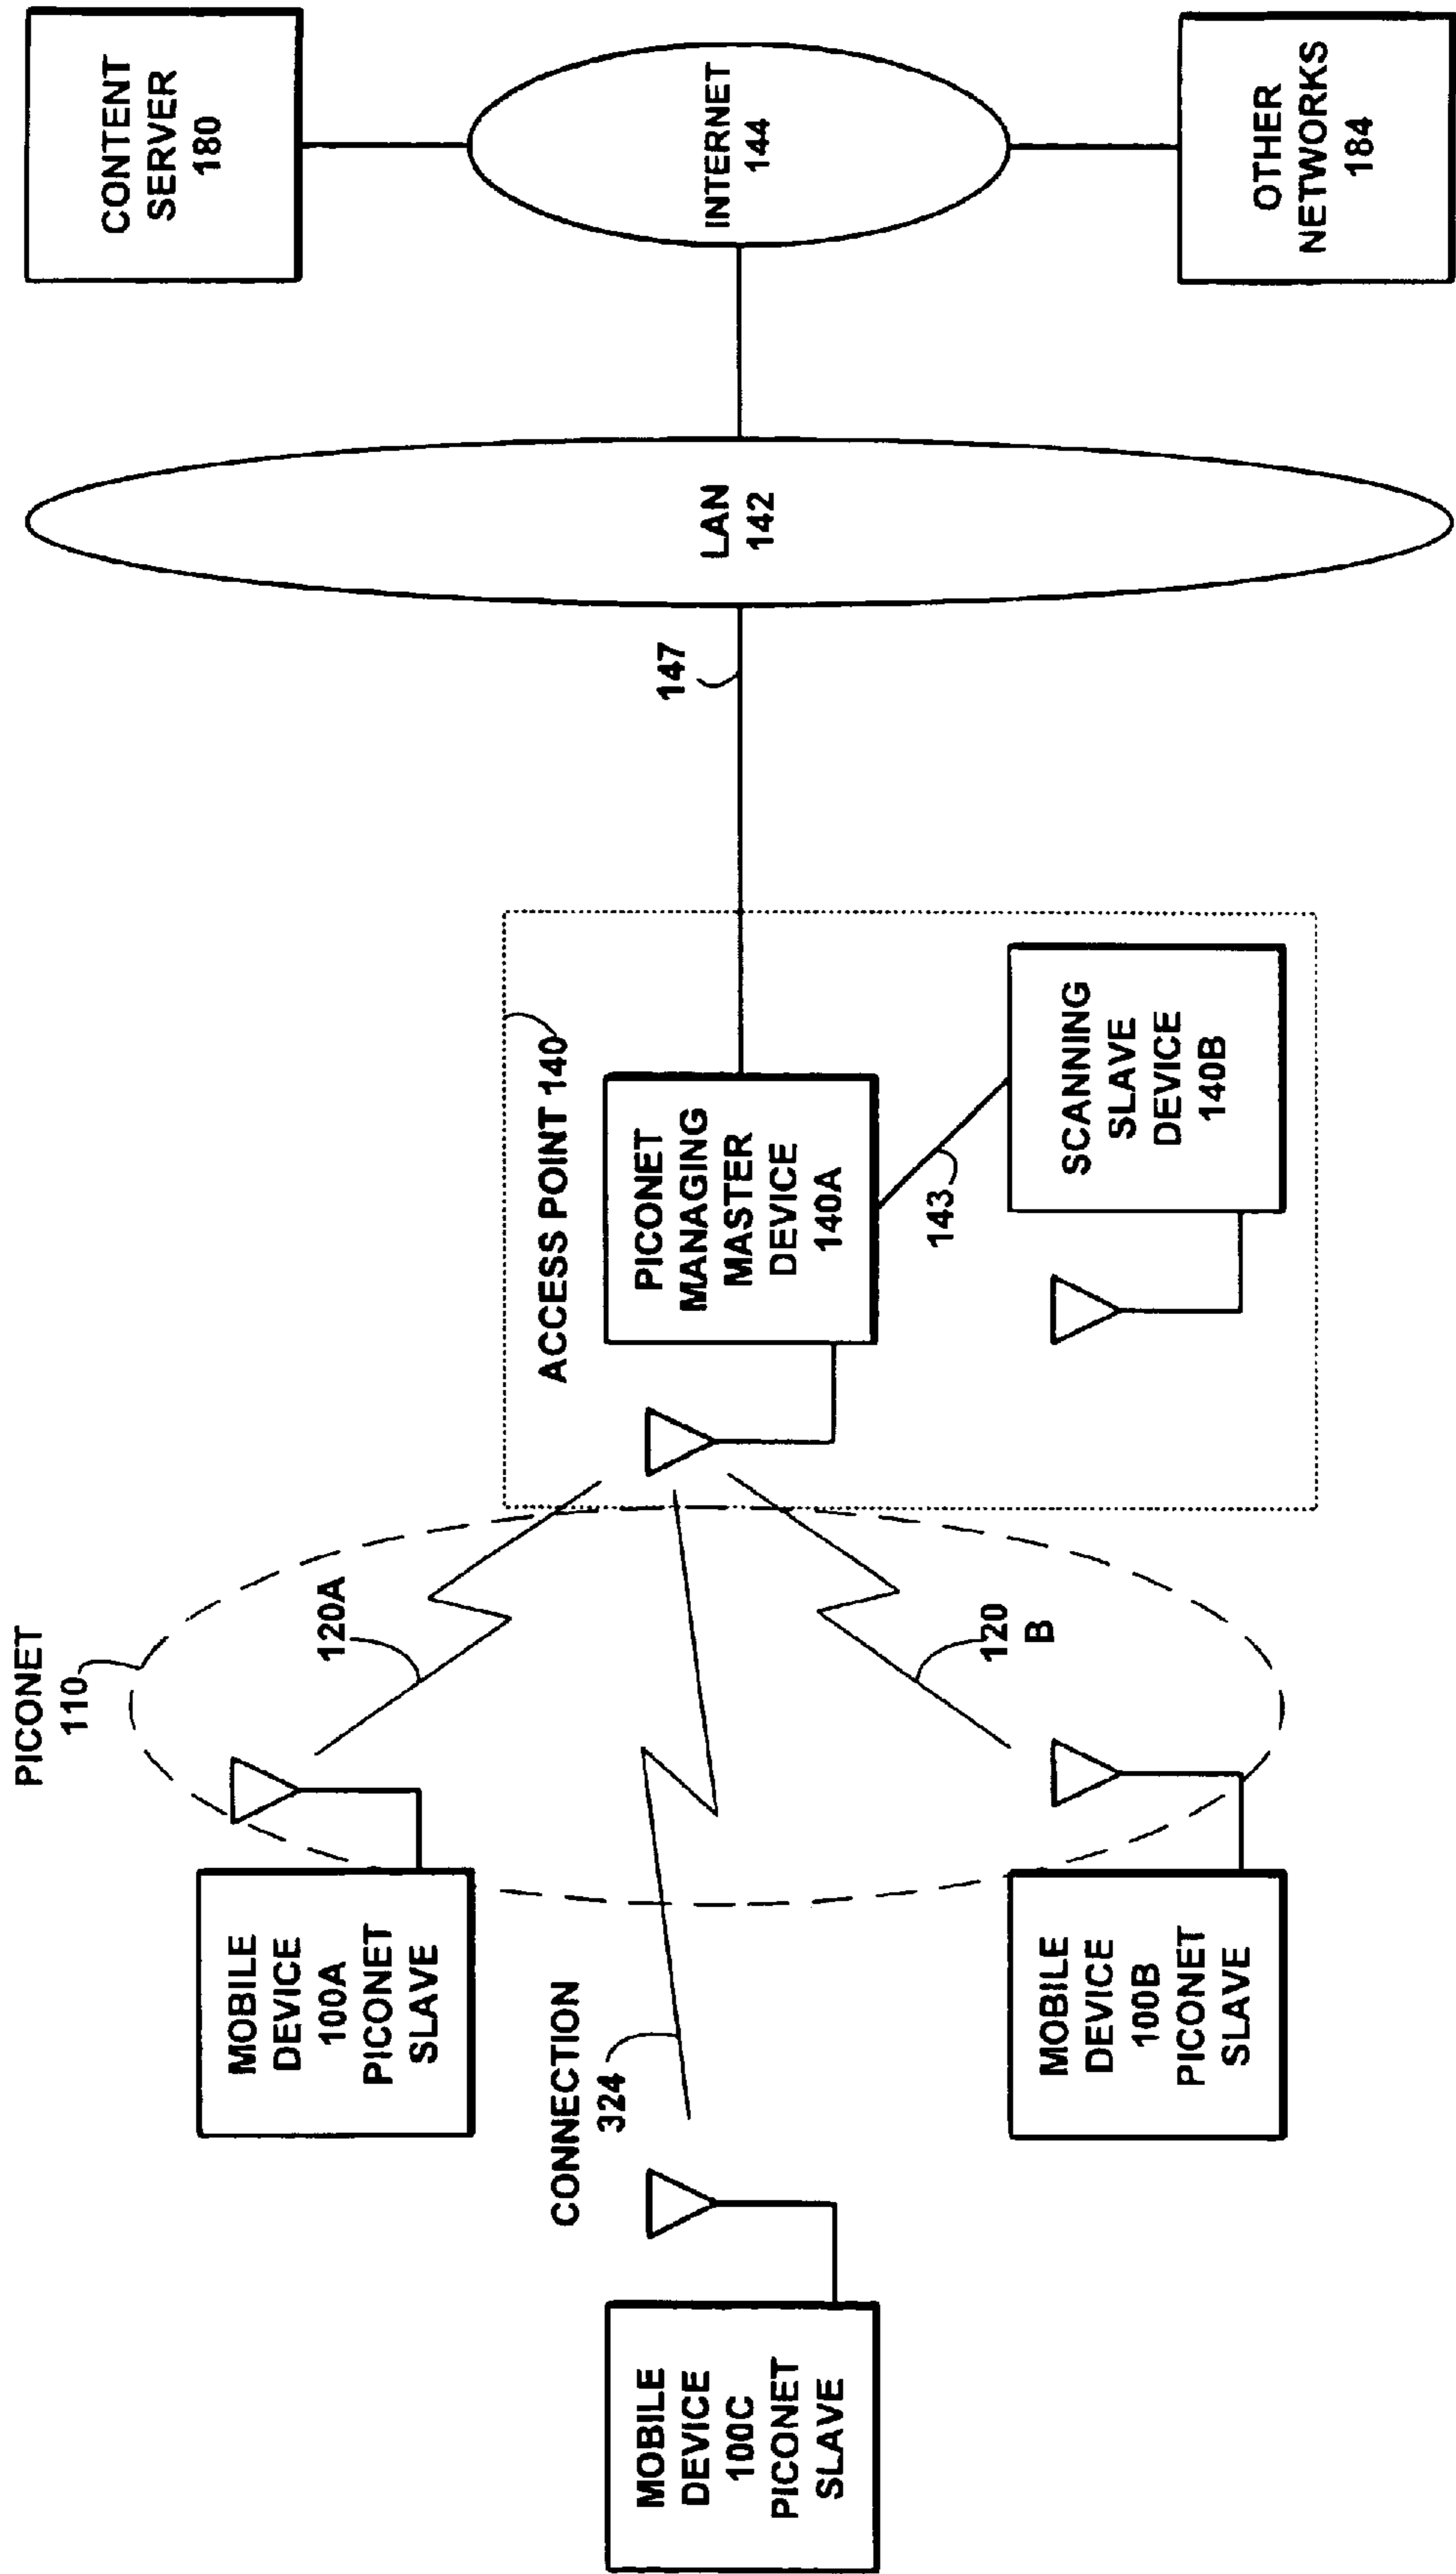 PICONET
110
MOBILE
DEVICE
100A
PICONET
SLAVE
120A
CONNECTION
324
MOBILE
DEVICE
100C
PICONET
SLAVE
MOBILE
DEVICE
100B
PICONET
SLAVE
120
B
ACCESS POINT 140
PICONET
MANAGING
MASTER
DEVICE
140A
143
SCANNING
SLAVE
DEVICE
140B
147
LAN
142
CONTENT
SERVER
180
INTERNET
144
OTHER
NETWORKS
184